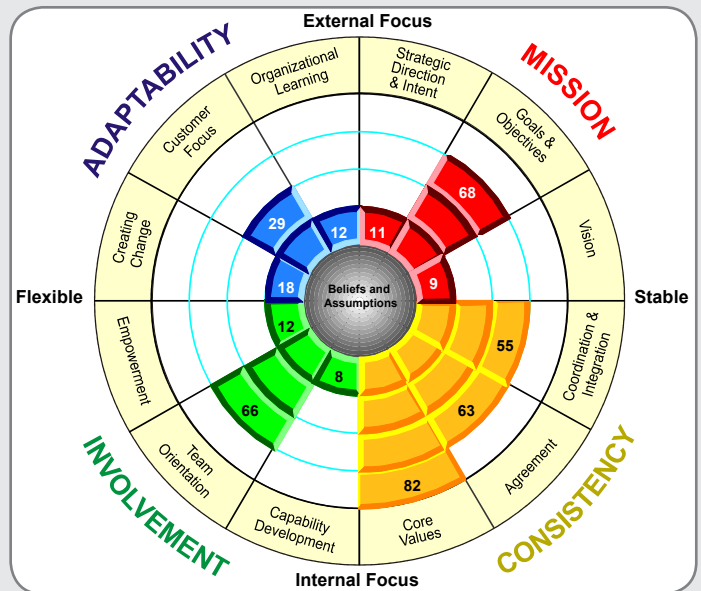 External Focus
ADAPTABILITY
MISSION
Organizational
Learning
Strategic
Direction
& Intent
Customer
Focus
Goals &
Objectives
Creating
Change
Vision
68
29
12
11
18
9
Flexible
Beliefs and
Assumptions
Stable
12
8
66
55
63
82
Empowerment
Coordination &
Integration
Team
Orientation
Agreement
Capability
Development
Core
Values
INVOLVEMENT
CONSISTENCY
Internal Focus